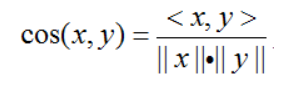 cos(x, y) = < x, y > / || x ||•|| y ||